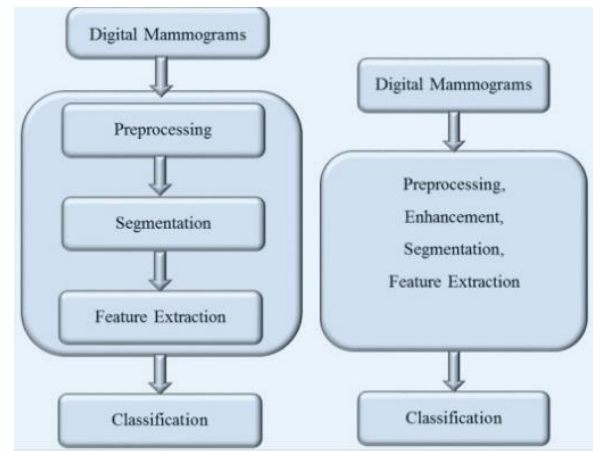 Digital Mammograms
Preprocessing
Segmentation
Feature Extraction
Classification
Digital Mammograms
Preprocessing,
Enhancement,
Segmentation,
Feature Extraction
Classification